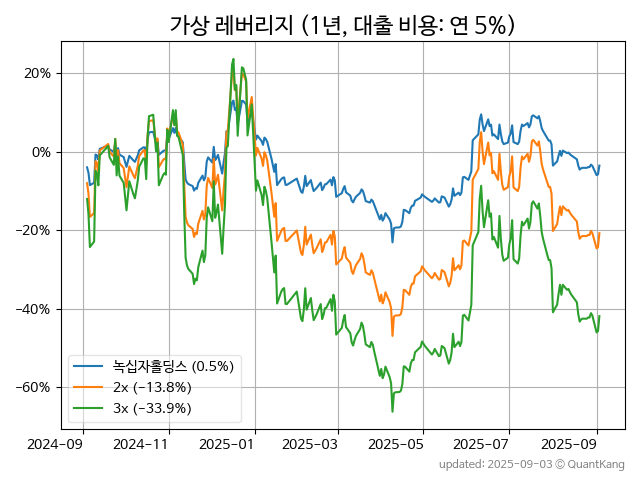 가상 레버리지 (1년, 대출 비용: 연 5%)
20%
0%
−20%
−40%
−60%
녹십자홀딩스 (0.5%)
2x (−13.8%)
3x (−33.9%)
2024-09 2024-11 2025-01 2025-03 2025-05 2025-07 2025-09
updated: 2025-09-03 © QuantKang